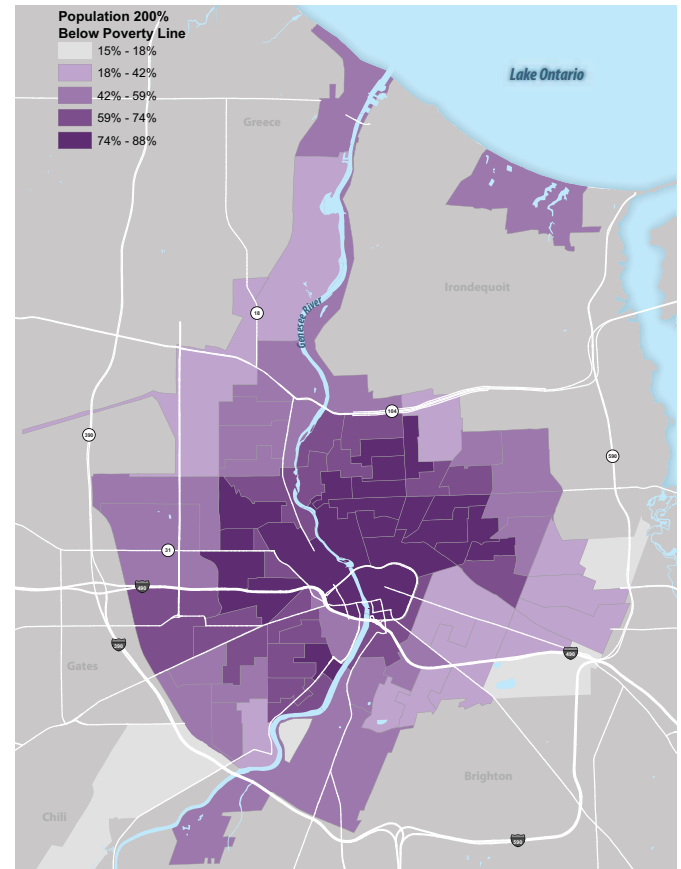 Population 200%
Below Poverty Line
15% - 18%
18% - 42%
42% - 59%
59% - 74%
74% - 88%
Lake Ontario
Greece
Irondequoit
Genesee River
18
104
390
590
31
490
390
Gates
490
Brighton
Chili
590